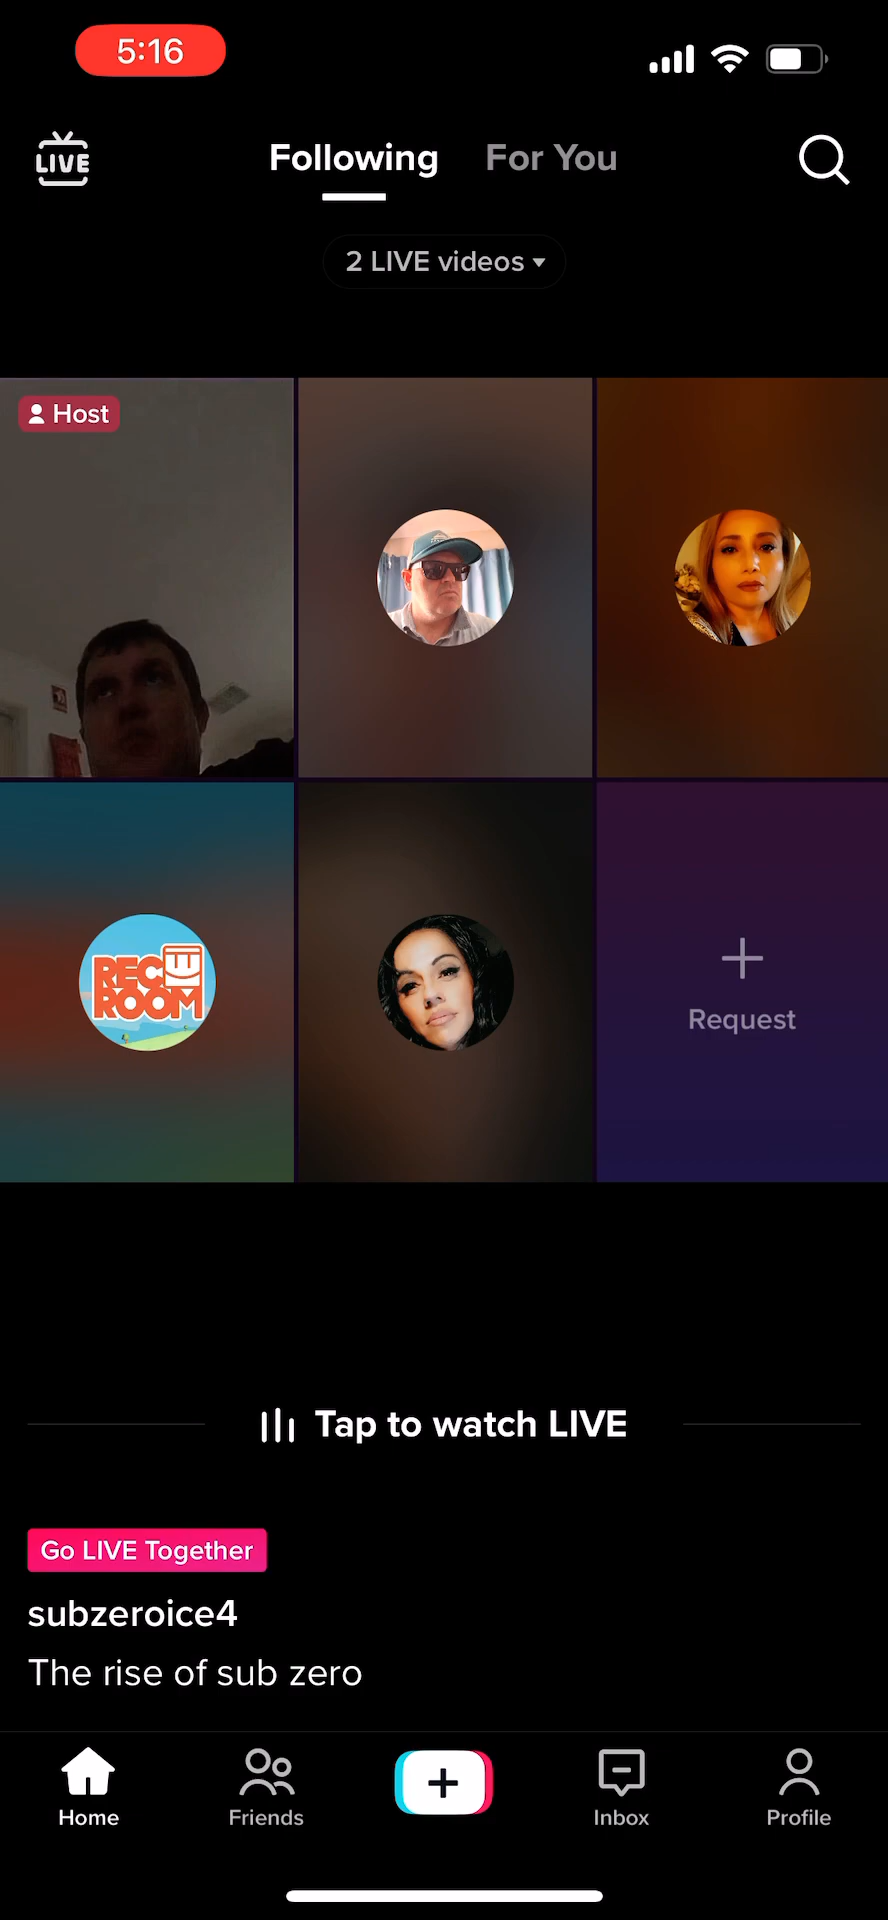 5:16
LIVE
Following
For You
2 LIVE videos
Host
REC
ROOM
Request
Tap to watch LIVE
Go LIVE Together
subzeroice4
The rise of sub zero
Home
Friends
Inbox
Profile